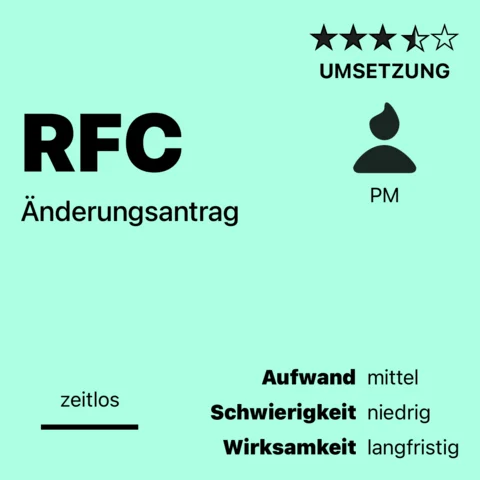 ★★★⯪☆
UMSETZUNG
RFC
Änderungsantrag
PM
zeitlos
Aufwand mittel
Schwierigkeit niedrig
Wirksamkeit langfristig